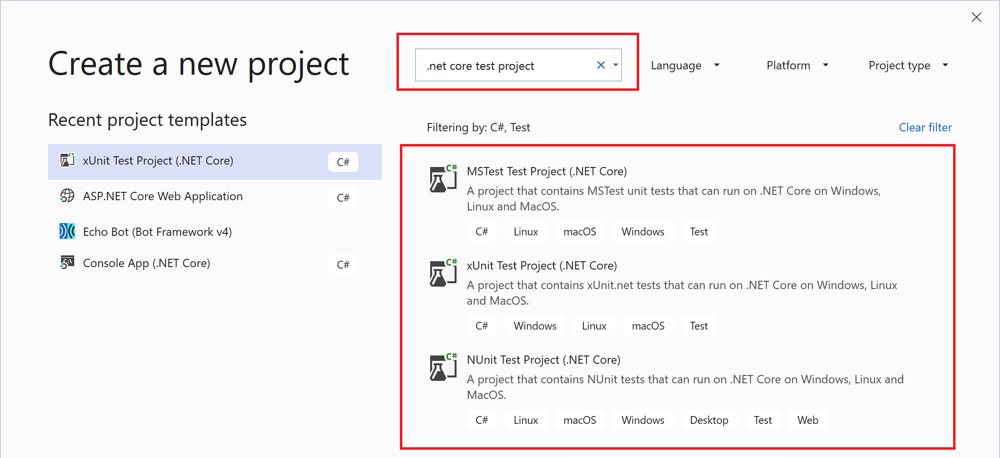 Create a new project
.net core test project
Language
Platform
Project type
Recent project templates
xUnit Test Project (.NET Core)
C#
ASP.NET Core Web Application
C#
Echo Bot (Bot Framework v4)
Console App (.NET Core)
C#
Filtering by: C#, Test
Clear filter
C#
MSTest Test Project (.NET Core)
A project that contains MSTest unit tests that can run on .NET Core on Windows,
Linux and MacOS.
C# Linux macOS Windows Test
C#
xUnit Test Project (.NET Core)
A project that contains xUnit.net tests that can run on .NET Core on Windows, Linux
and MacOS.
C# Windows Linux macOS Test
C#
NUnit Test Project (.NET Core)
A project that contains NUnit tests that can run on .NET Core on Windows, Linux and
MacOS.
C# Linux macOS Windows Desktop Test Web